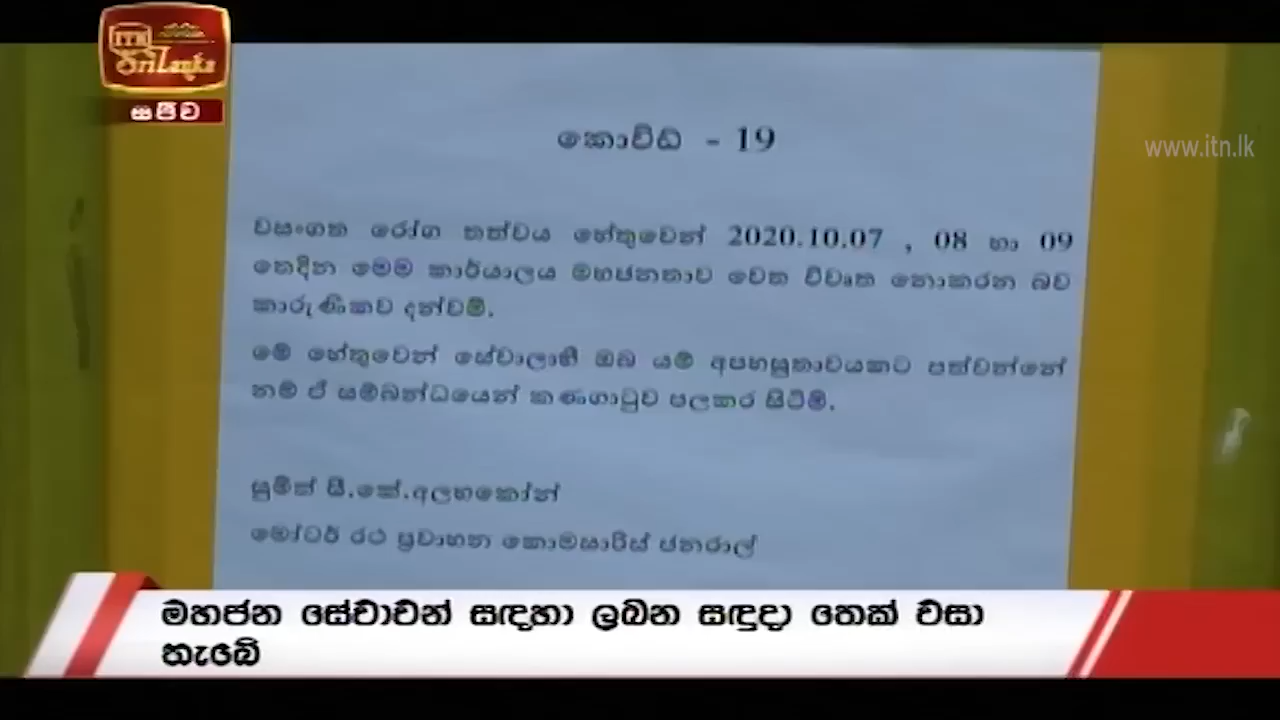 ITN
Sri Lanka
සජීව
www.itn.lk
කොවිඩ් - 19
වසංගත රෝග තත්වය හේතුවෙන් 2020.10.07 , 08 හා 09
තෙදින මෙම කාර්යාලය මහජනතාව වෙත විවෘත නොකරන බව
කාරුණිකව දන්වමි.
මේ හේතුවෙන් සේවාලාභී ඔබ යම් අපහසුතාවයකට පත්වන්නේ
නම් ඒ සම්බන්ධයෙන් කණගාටුව පලකර සිටිමි.
සුමිත් සී.කේ.අලහකෝන්
මෝටර් රථ ප්‍රවාහන කොමසාරිස් ජනරාල්
මහජන සේවාවන් සඳහා ලබන සඳුදා තෙක් වසා
තැබේ